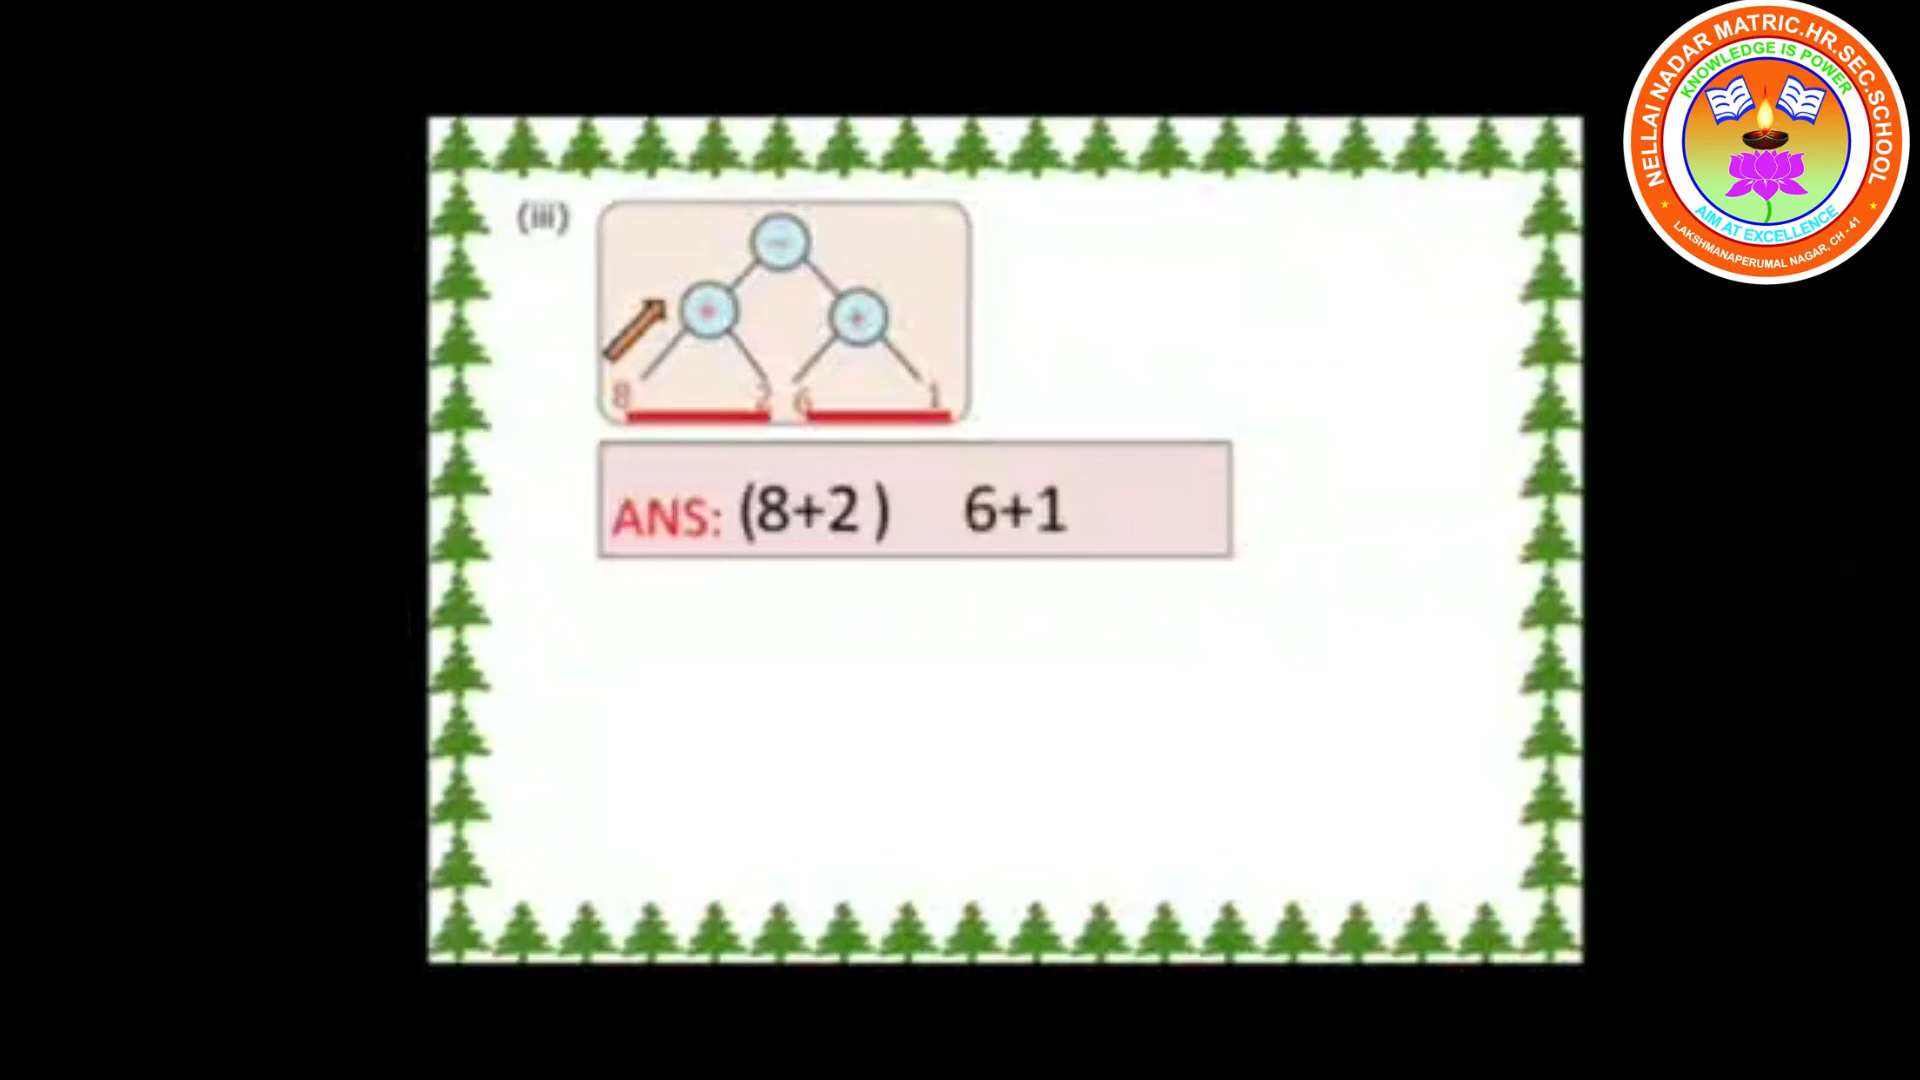 NELLAI NADAR MATRIC.HR.SEC.SCHOOL
KNOWLEDGE IS POWER
AIM AT EXCELLENCE
LAKSHMANAPERUMAL NAGAR, CH - 41
(iii)
−
+ +
8 2 6 1
ANS: (8+2 ) 6+1